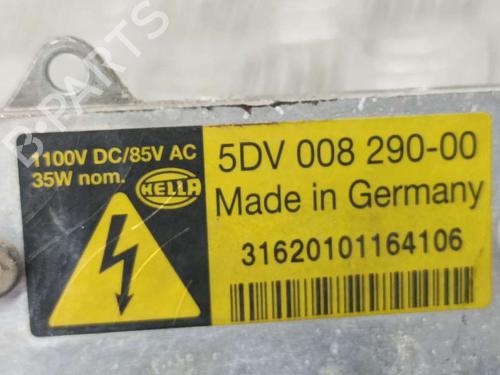 B-PARTS
1100V DC/85V AC
35W nom.
HELLA
5DV 008 290-00
Made in Germany
31620101164106